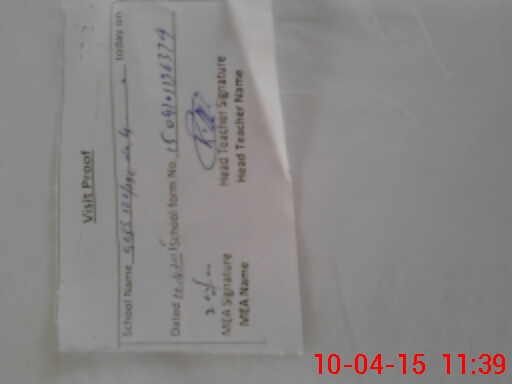 Visit Proof
School Name today on
Dated School form No. 1504101126379
MEA Signature Head Teacher Signature
MEA Name Head Teacher Name
10-04-15 11:39